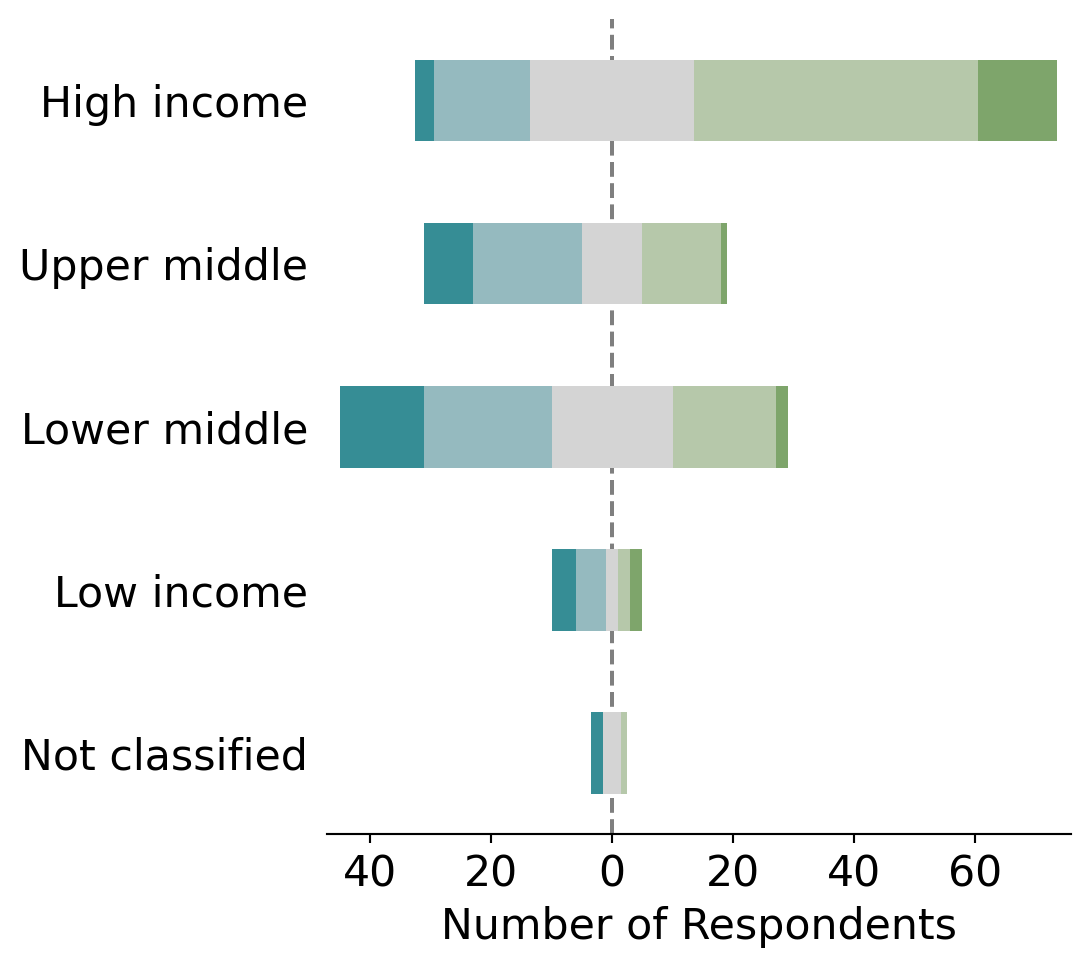 High income
Upper middle
Lower middle
Low income
Not classified
40 20 0 20 40 60
Number of Respondents